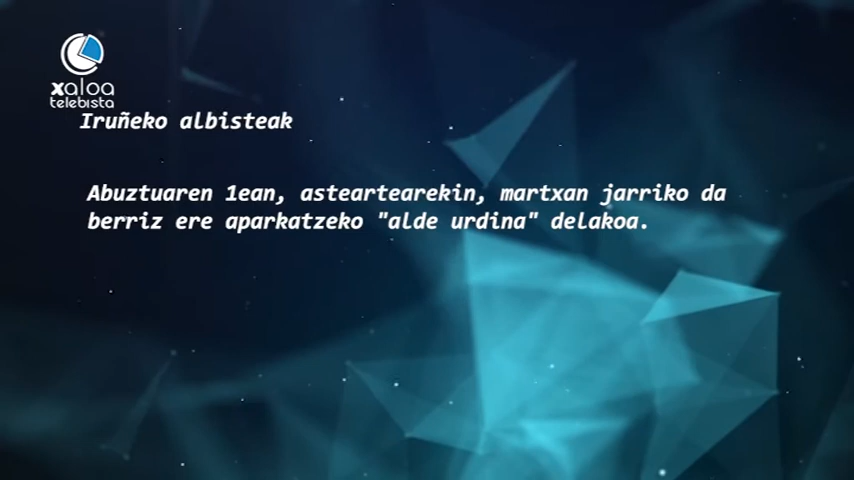 xaloa
telebista
Iruñeko albisteak
Abuztuaren 1ean, asteartearekin, martxan jarriko da
berriz ere aparkatzeko "alde urdina" delakoa.